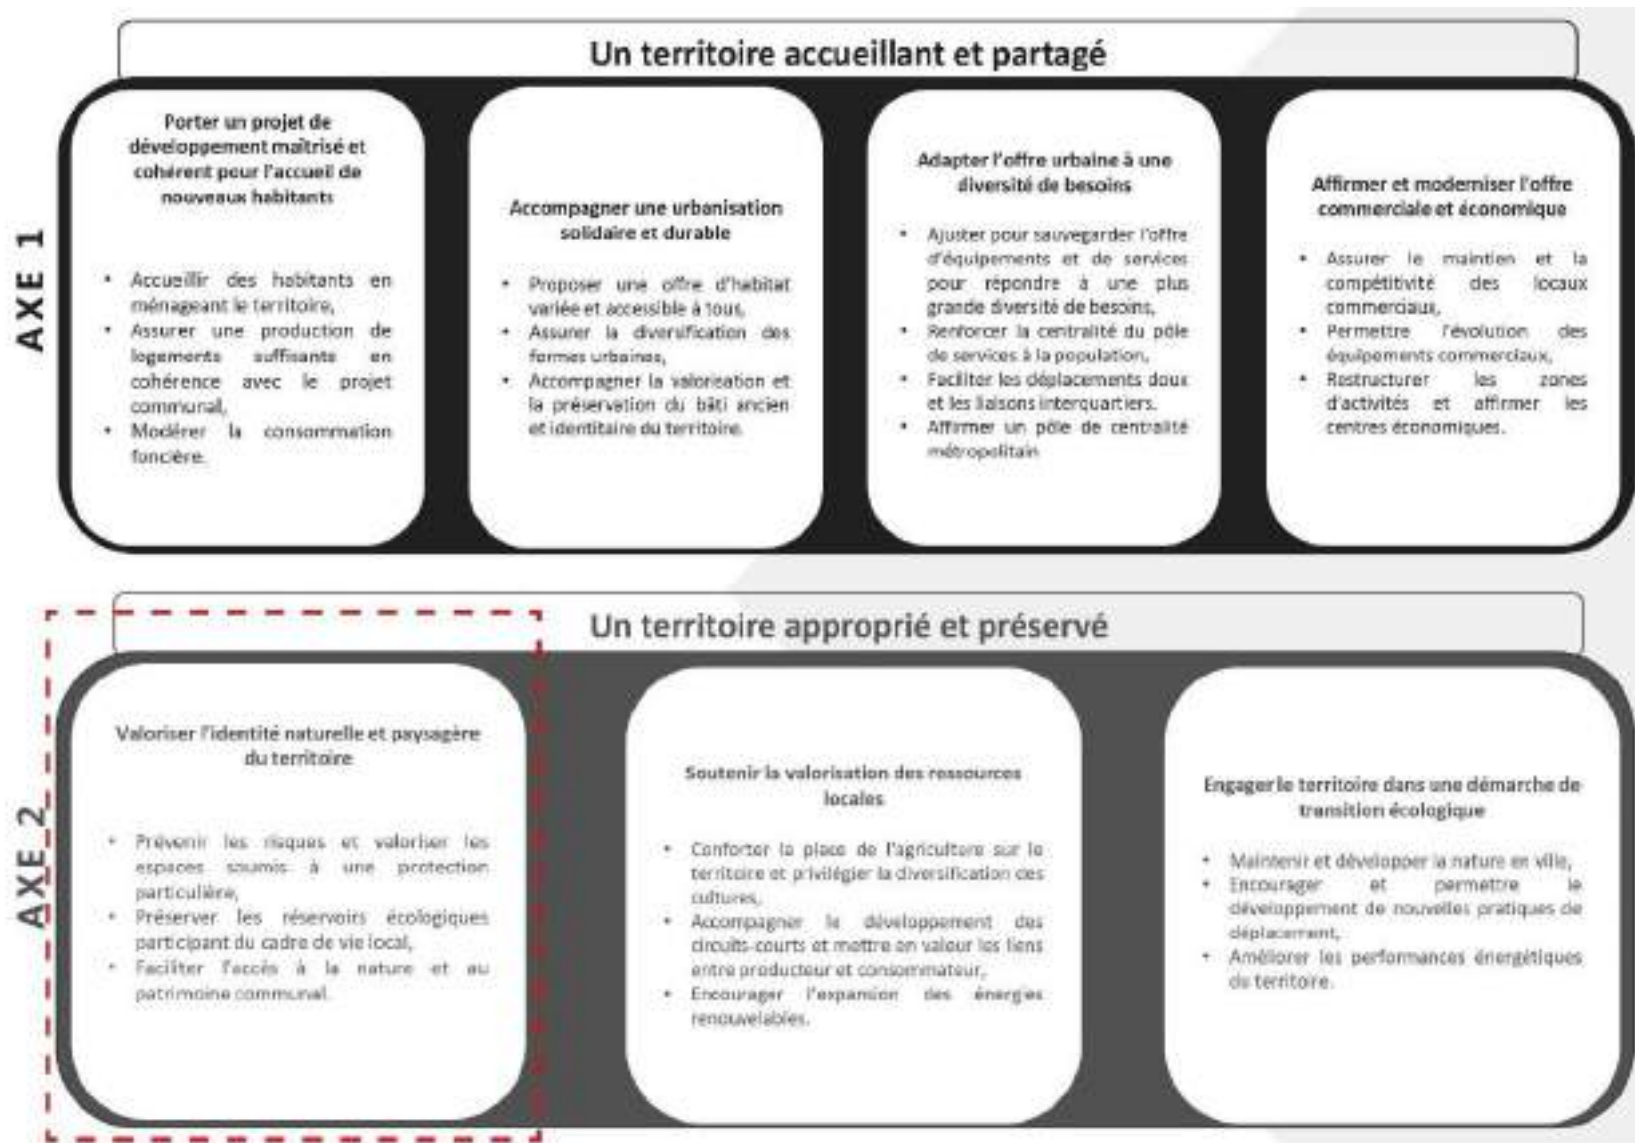 Un territoire accueillant et partagé
AXE 1
Porter un projet de
développement maîtrisé et
cohérent pour l'accueil de
nouveaux habitants
• Accueillir des habitants en
ménageant le territoire,
• Assurer une production de
logements suffisante en
cohérence avec le projet
communal,
• Modérer la consommation
foncière.
Accompagner une urbanisation
solidaire et durable
• Proposer une offre d'habitat
variée et accessible à tous,
• Assurer la diversification des
formes urbaines,
• Accompagner la valorisation et
la préservation du bâti ancien
et identitaire du territoire.
Adapter l'offre urbaine à une
diversité de besoins
• Ajuster pour sauvegarder l'offre
d'équipements et de services
pour répondre à une plus
grande diversité de besoins,
• Renforcer la centralité du pôle
de services à la population,
• Faciliter les déplacements doux
et les liaisons interquartiers.
• Affirmer un pôle de centralité
métropolitain
Affirmer et moderniser l'offre
commerciale et économique
• Assurer le maintien et la
compétitivité des locaux
commerciaux,
• Permettre l'évolution des
équipements commerciaux,
• Restructurer les zones
d'activités et affirmer les
centres économiques.
Un territoire approprié et préservé
AXE 2
Valoriser l'identité naturelle et paysagère
du territoire
• Prévenir les risques et valoriser les
espaces soumis à une protection
particulière,
• Préserver les réservoirs écologiques
participant du cadre de vie local,
• Faciliter l'accès à la nature et au
patrimoine communal.
Soutenir la valorisation des ressources
locales
• Conforter la place de l'agriculture sur le
territoire et privilégier la diversification des
cultures,
• Accompagner le développement des
circuits-courts et mettre en valeur les liens
entre producteur et consommateur,
• Encourager l'expansion des énergies
renouvelables.
Engager le territoire dans une démarche de
transition écologique
• Maintenir et développer la nature en ville,
• Encourager et permettre le
développement de nouvelles pratiques de
déplacement,
• Améliorer les performances énergétiques
du territoire.